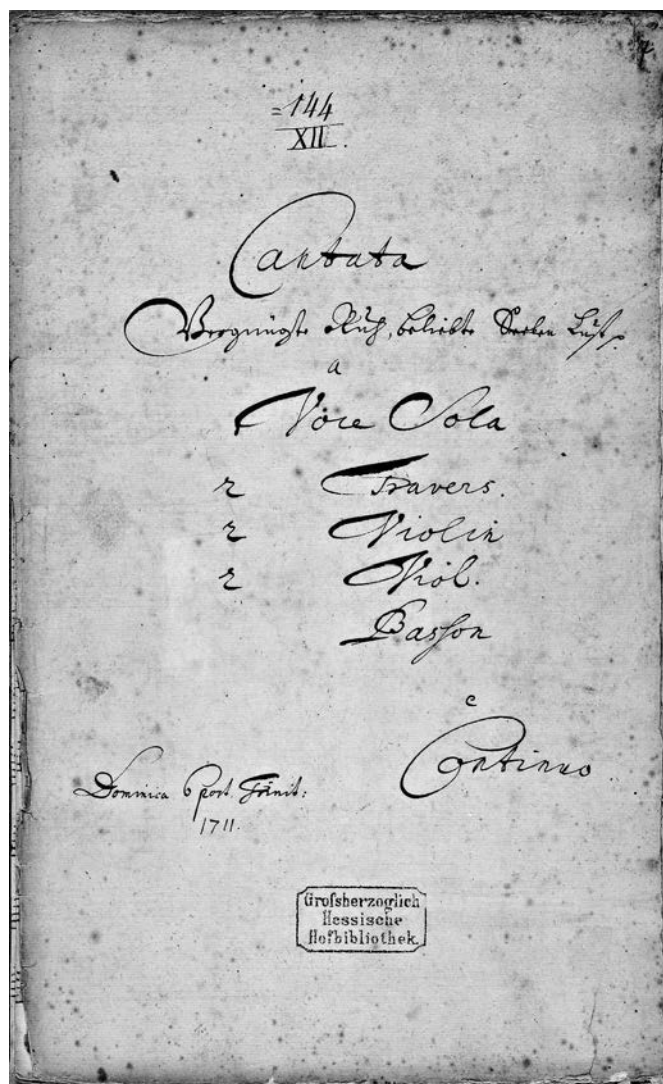 =144
XII.
Cantata
Vergnügte Ruh, beliebte Seelen Lust
a
Voce Sola
2 Travers.
2 Violin
2 Viol.
Basson
e
Continuo
Dominica 6 post. Trinit:
1711.
Großherzoglich
Hessische
Hofbibliothek.